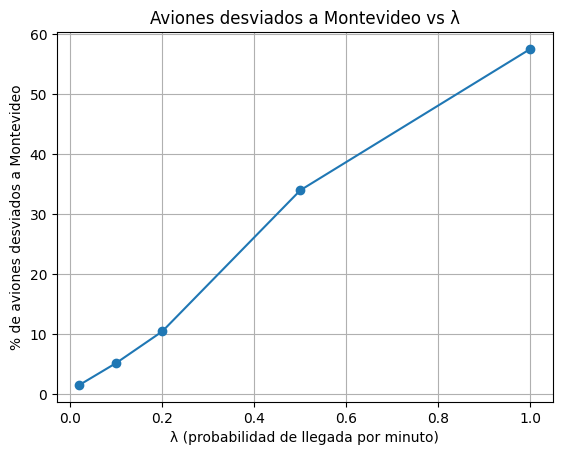 Aviones desviados a Montevideo vs λ
% de aviones desviados a Montevideo
60
50
40
30
20
10
0
0.0 0.2 0.4 0.6 0.8 1.0
λ (probabilidad de llegada por minuto)